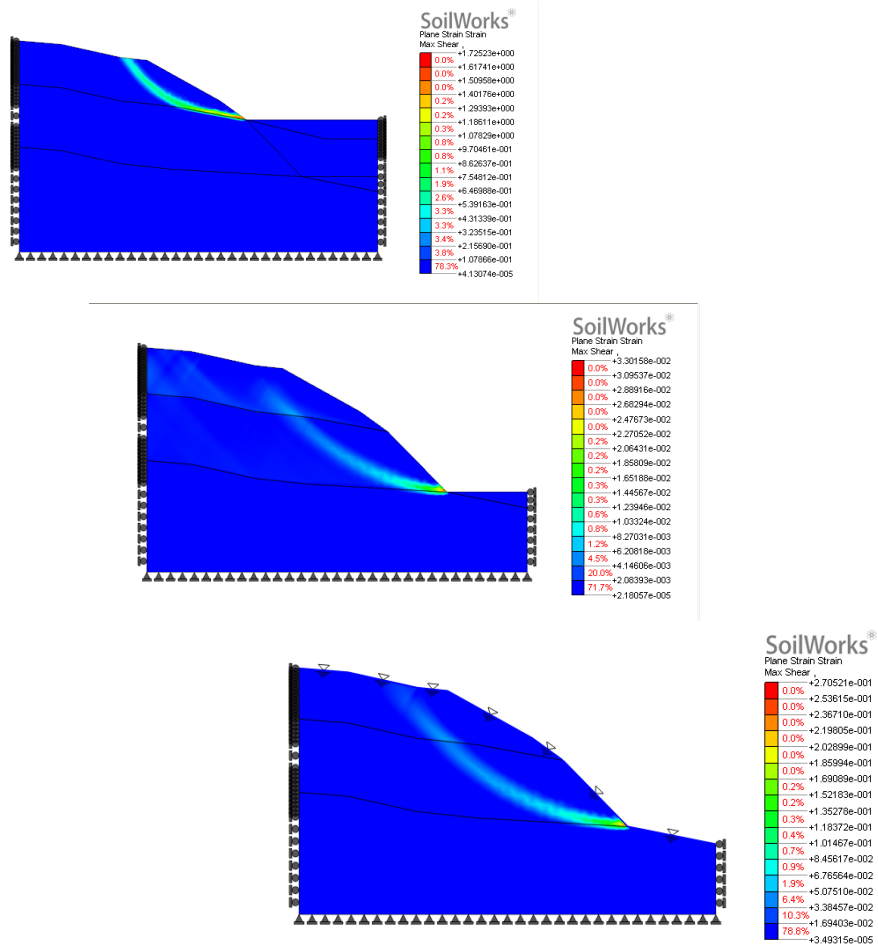 SoilWorks
Plane Strain Strain
Max Shear ,
+1.72523e+000
0.0%
+1.61741e+000
0.0%
+1.50958e+000
0.0%
+1.40176e+000
0.2%
+1.29393e+000
0.2%
+1.18611e+000
0.3%
+1.07829e+000
0.8%
+9.70461e-001
0.8%
+8.62637e-001
1.1%
+7.54812e-001
1.9%
+6.46988e-001
2.6%
+5.39163e-001
3.3%
+4.31339e-001
3.3%
+3.23515e-001
3.4%
+2.15690e-001
3.8%
+1.07866e-001
78.3%
+4.13074e-005
SoilWorks
Plane Strain Strain
Max Shear ,
+3.30158e-002
0.0%
+3.09537e-002
0.0%
+2.88916e-002
0.0%
+2.68294e-002
0.0%
+2.47673e-002
0.0%
+2.27052e-002
0.2%
+2.06431e-002
0.2%
+1.85809e-002
0.2%
+1.65188e-002
0.3%
+1.44567e-002
0.3%
+1.23946e-002
0.6%
+1.03324e-002
0.8%
+8.27031e-003
1.2%
+6.20818e-003
4.5%
+4.14606e-003
20.0%
+2.08393e-003
71.7%
+2.18057e-005
SoilWorks
Plane Strain Strain
Max Shear ,
+2.70521e-001
0.0%
+2.53615e-001
0.0%
+2.36710e-001
0.0%
+2.19805e-001
0.0%
+2.02899e-001
0.0%
+1.85994e-001
0.0%
+1.69089e-001
0.2%
+1.52183e-001
0.2%
+1.35278e-001
0.3%
+1.18372e-001
0.4%
+1.01467e-001
0.7%
+8.45617e-002
0.9%
+6.76564e-002
1.9%
+5.07510e-002
6.4%
+3.38457e-002
10.3%
+1.69403e-002
78.8%
+3.49315e-005